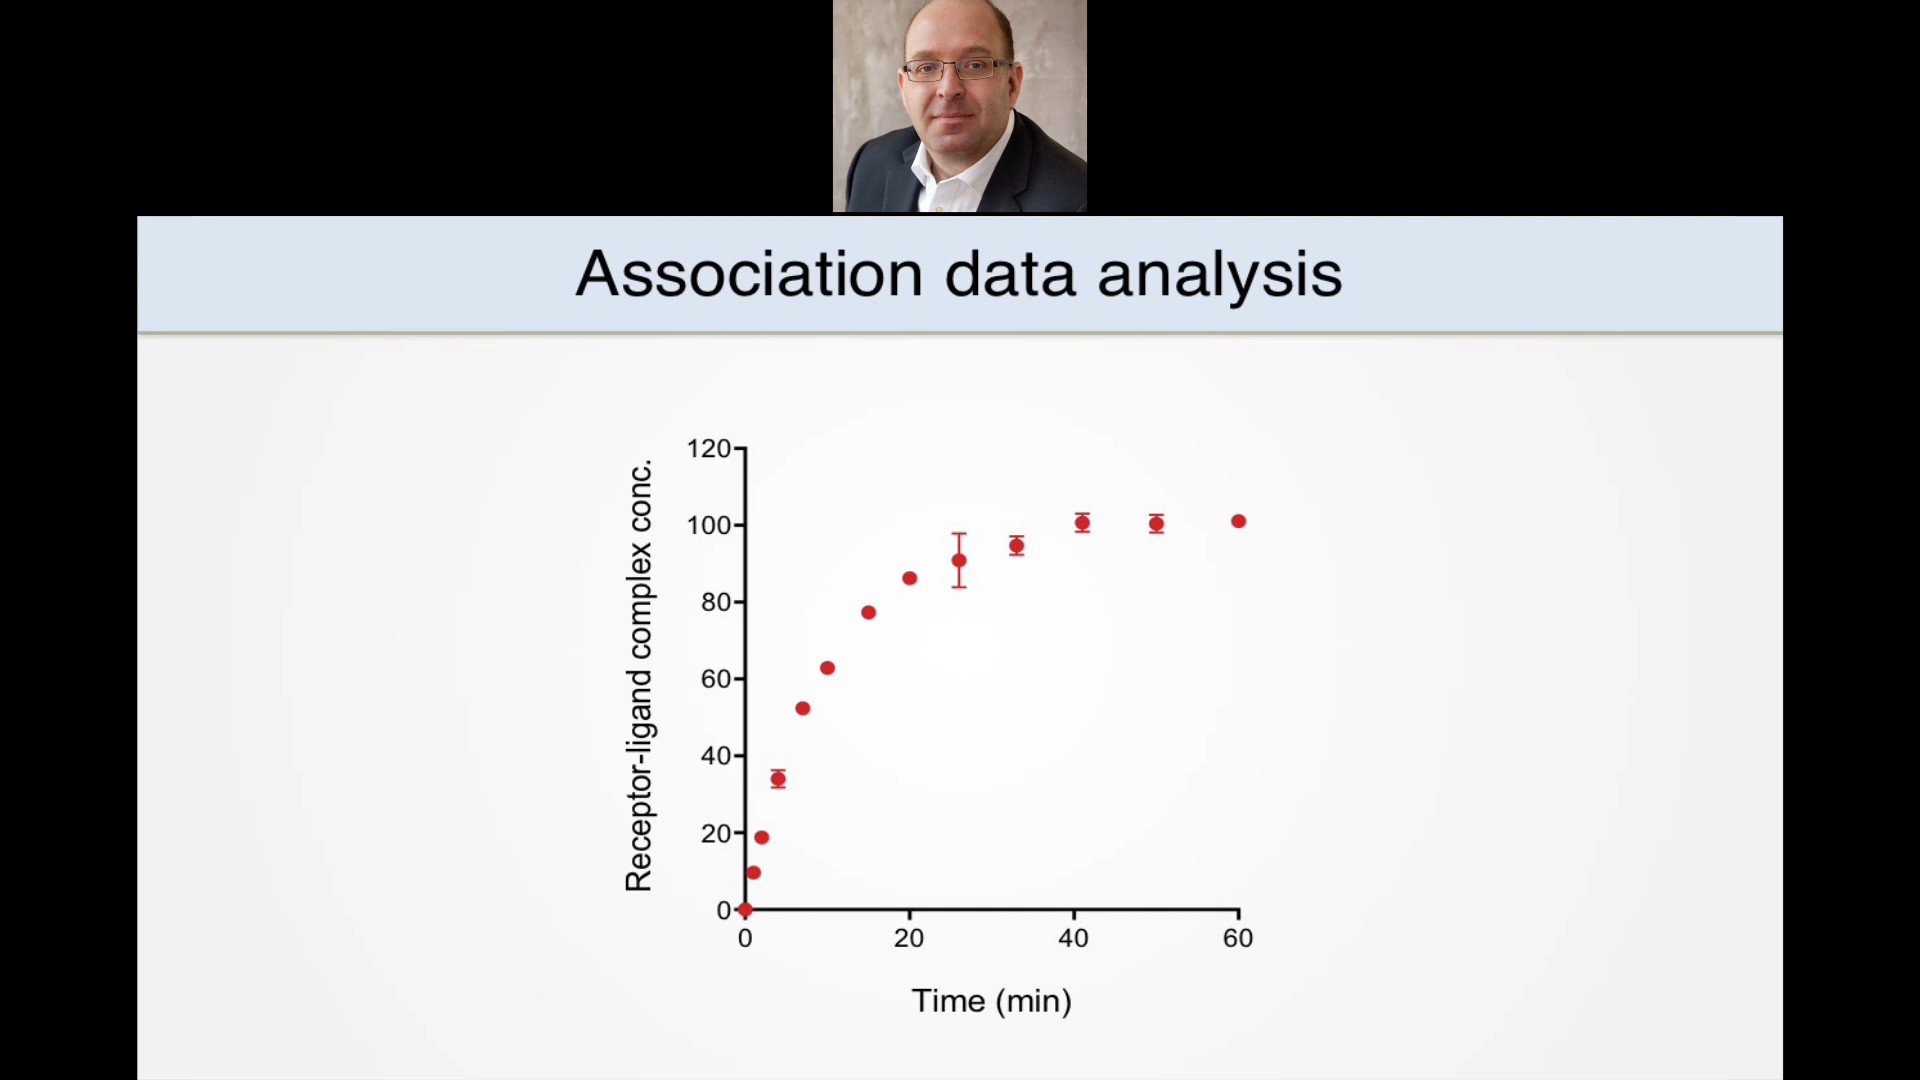 Association data analysis
Receptor-ligand complex conc.
120
100
80
60
40
20
0
0 20 40 60
Time (min)